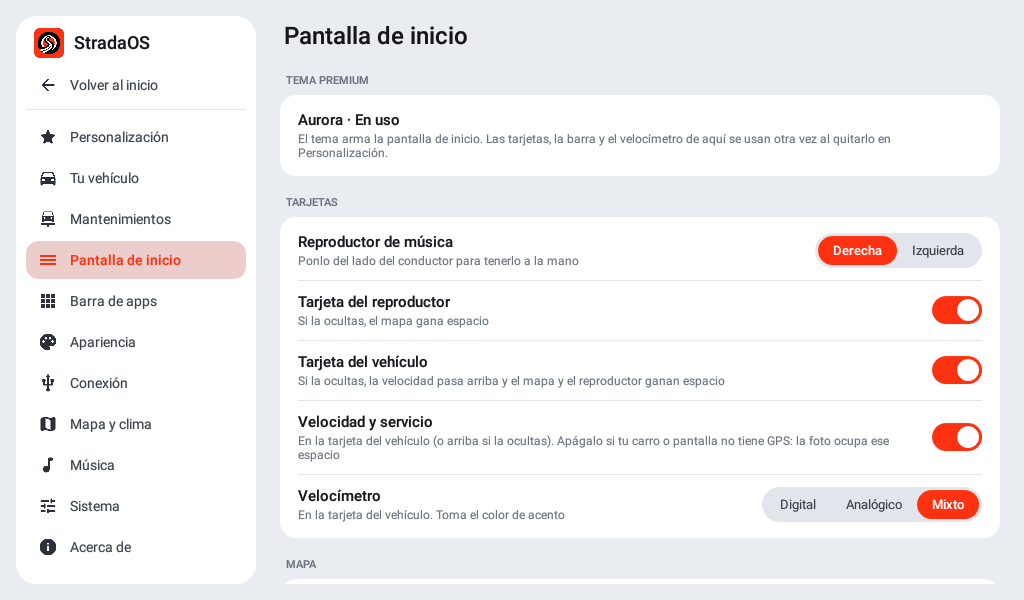 StradaOS
Volver al inicio
Personalización
Tu vehículo
Mantenimientos
Pantalla de inicio
Barra de apps
Apariencia
Conexión
Mapa y clima
Música
Sistema
Acerca de
Pantalla de inicio
TEMA PREMIUM
Aurora · En uso
El tema arma la pantalla de inicio. Las tarjetas, la barra y el velocímetro de aquí se usan otra vez al quitarlo en
Personalización.
TARJETAS
Reproductor de música
Ponlo del lado del conductor para tenerlo a la mano
Derecha Izquierda
Tarjeta del reproductor
Si la ocultas, el mapa gana espacio
Tarjeta del vehículo
Si la ocultas, la velocidad pasa arriba y el mapa y el reproductor ganan espacio
Velocidad y servicio
En la tarjeta del vehículo (o arriba si la ocultas). Apágalo si tu carro o pantalla no tiene GPS: la foto ocupa ese
espacio
Velocímetro
En la tarjeta del vehículo. Toma el color de acento
Digital Analógico Mixto
MAPA